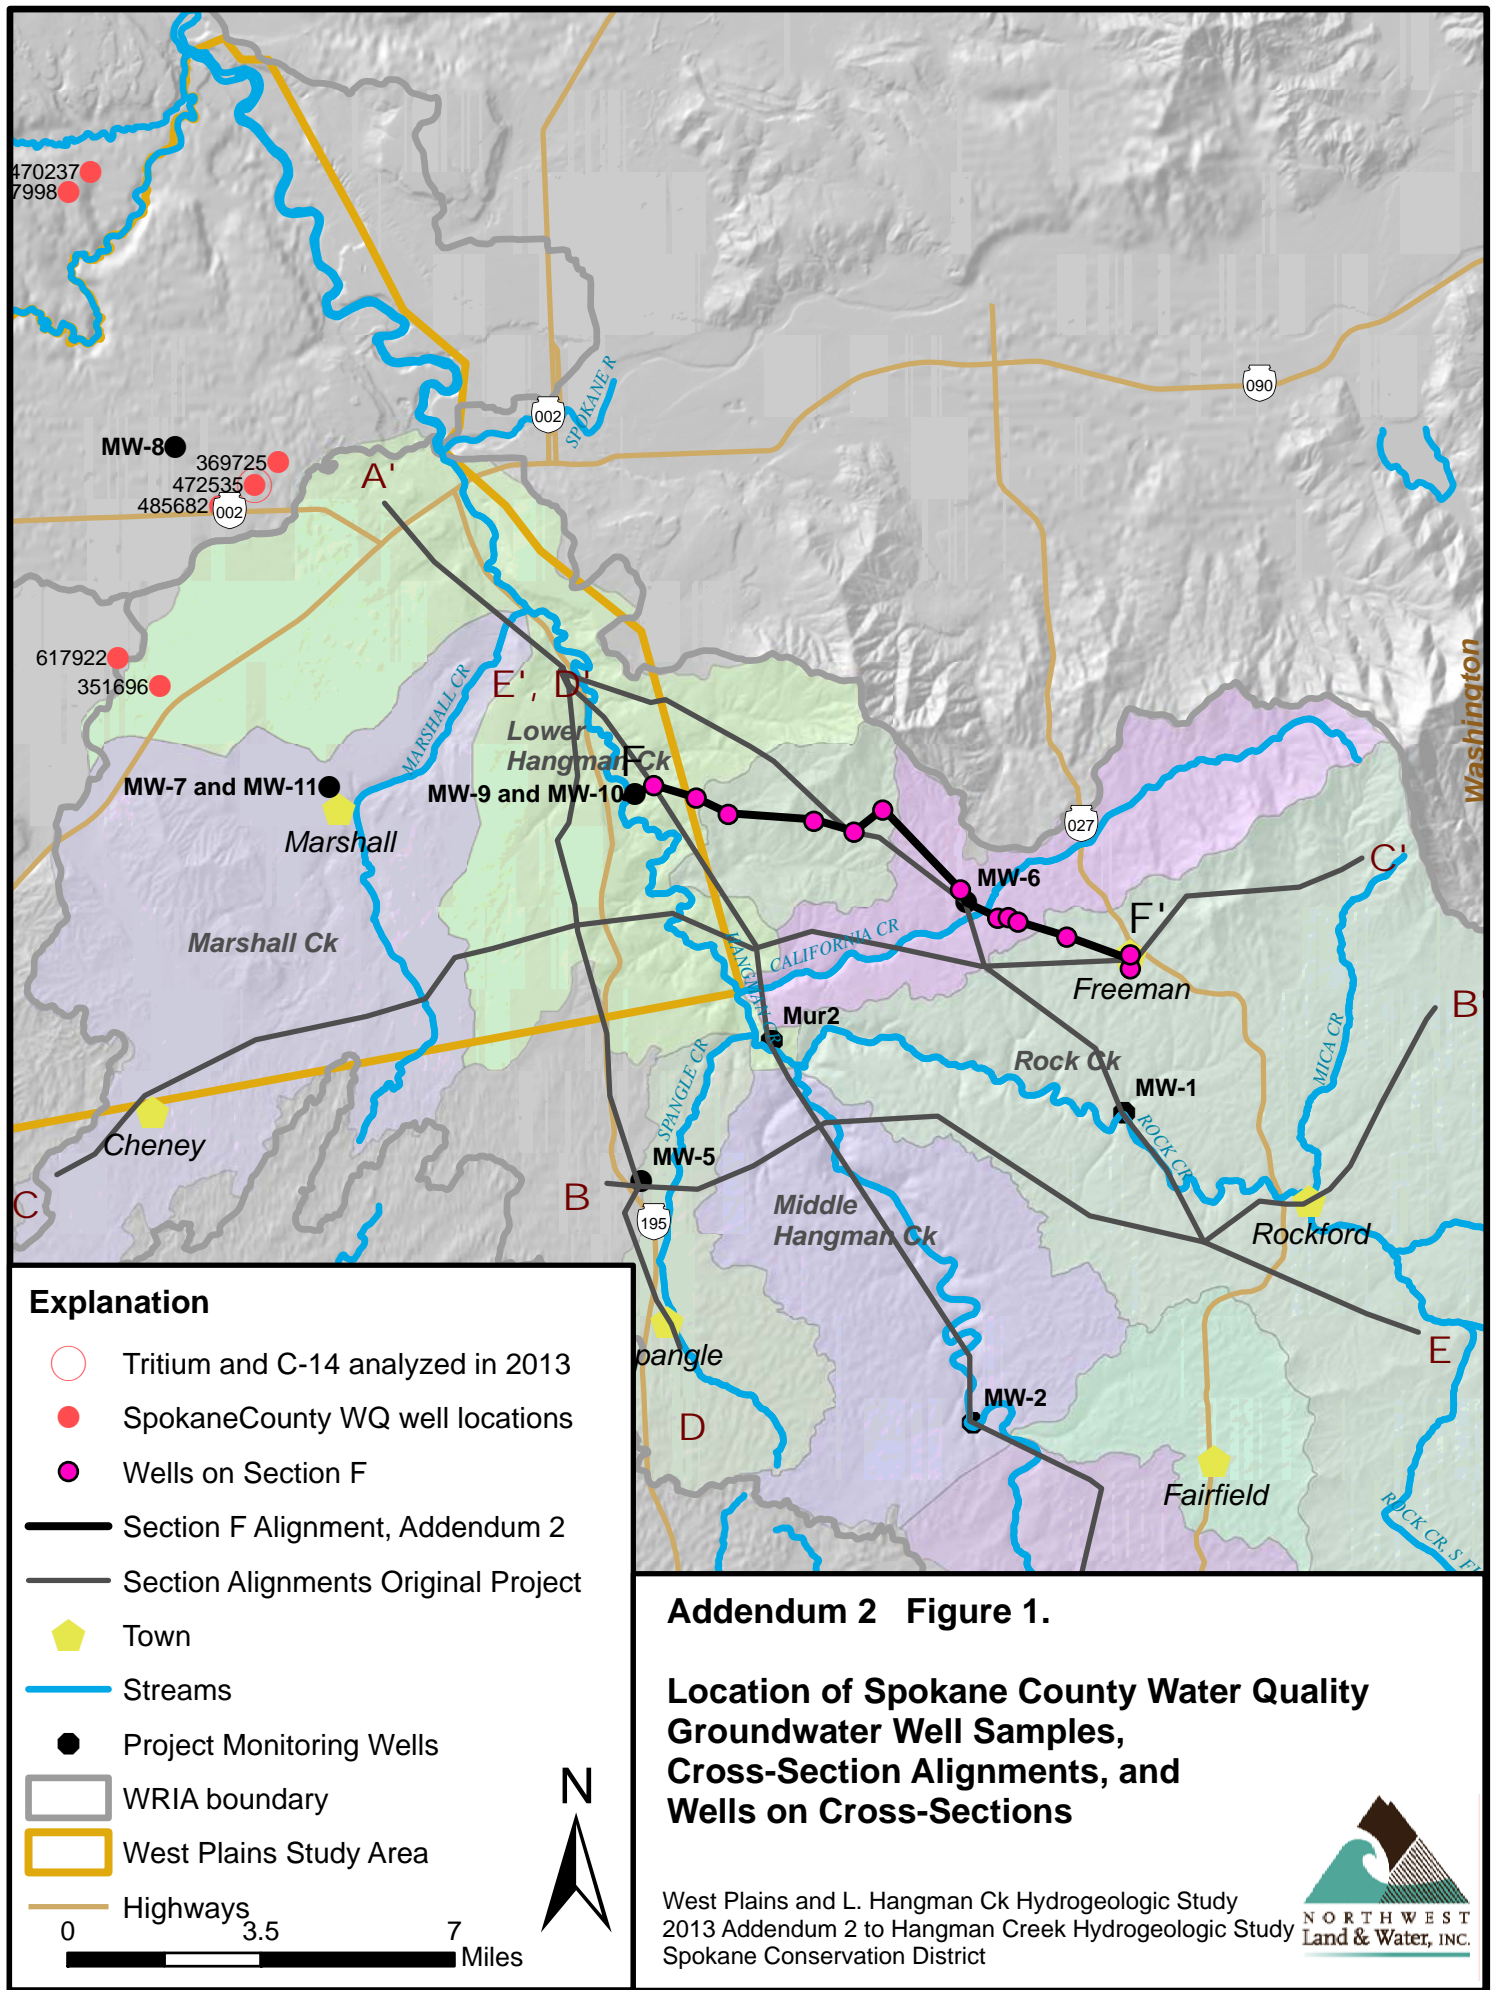 470237
7998
SPOKANE R
002
090
MW-8
369725
472535
485682
002
A'
617922
351696
MARSHALL CR
E', D'
Lower
Hangman Ck
F
Washington
MW-7 and MW-11
MW-9 and MW-10
Marshall
027
C'
MW-6
F'
Marshall Ck
HANGMAN CR
CALIFORNIA CR
Freeman
B
Mur2
Rock Ck
MICA CR
SPANGLE CR
MW-1
ROCK CR
Cheney
MW-5
C
B
195
Middle
Hangman Ck
Rockford
E
pangle
MW-2
D
Fairfield
ROCK CR, S F
Explanation
Tritium and C-14 analyzed in 2013
SpokaneCounty WQ well locations
Wells on Section F
Section F Alignment, Addendum 2
Section Alignments Original Project
Town
Streams
Project Monitoring Wells
WRIA boundary
West Plains Study Area
Highways
0 3.5 7
Miles
N
Addendum 2 Figure 1.
Location of Spokane County Water Quality
Groundwater Well Samples,
Cross-Section Alignments, and
Wells on Cross-Sections
West Plains and L. Hangman Ck Hydrogeologic Study
2013 Addendum 2 to Hangman Creek Hydrogeologic Study
Spokane Conservation District
NORTHWEST
Land & Water, INC.